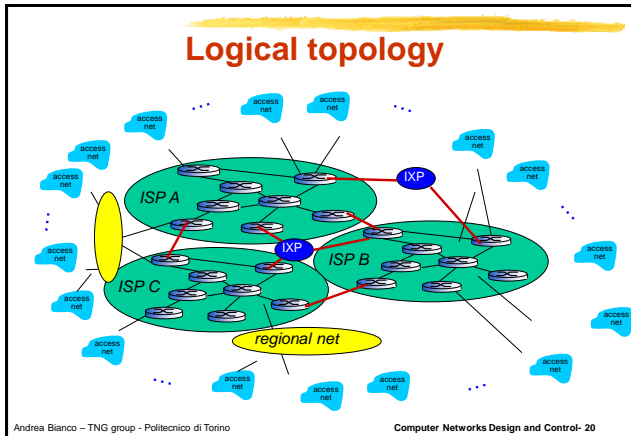 Logical topology
access
net
access
net
access
net
access
net
access
net
access
net
access
net
IXP
ISP A
IXP
ISP B
access
net
access
net
ISP C
access
net
access
net
regional net
access
net
access
net
access
net
access
net
access
net
access
net
Andrea Bianco – TNG group - Politecnico di Torino
Computer Networks Design and Control- 20